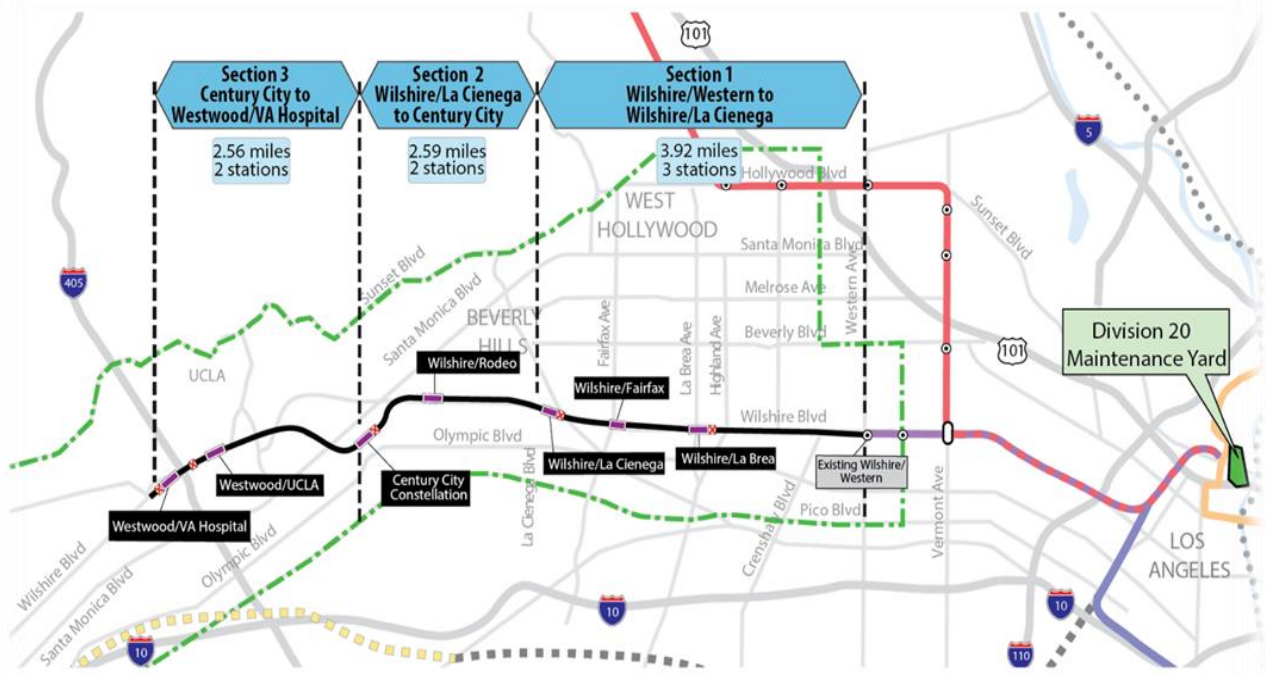 101
Section 3
Century City to
Westwood/VA Hospital
Section 2
Wilshire/La Cienega
to Century City
Section 1
Wilshire/Western to
Wilshire/La Cienega
5
2.56 miles
2 stations
2.59 miles
2 stations
3.92 miles
3 stations
Hollywood Blvd
WEST
HOLLYWOOD
Sunset Blvd
Santa Monica Blvd
Sunset Blvd
405
Santa Monica Blvd
Melrose Ave
Western Ave
BEVERLY
HILLS
Fairfax Ave
La Brea Ave
Highland Ave
Beverly Blvd
101
Division 20
Maintenance Yard
UCLA
Wilshire/Rodeo
Wilshire/Fairfax
Wilshire Blvd
Olympic Blvd
Wilshire/La Cienega
Wilshire/La Brea
Existing Wilshire/
Western
Westwood/UCLA
Century City
Constellation
La Cienega Blvd
Crenshaw Blvd
Vermont Ave
Pico Blvd
Westwood/VA Hospital
LOS
ANGELES
Wilshire Blvd
Santa Monica Blvd
Olympic Blvd
10
10
10
110